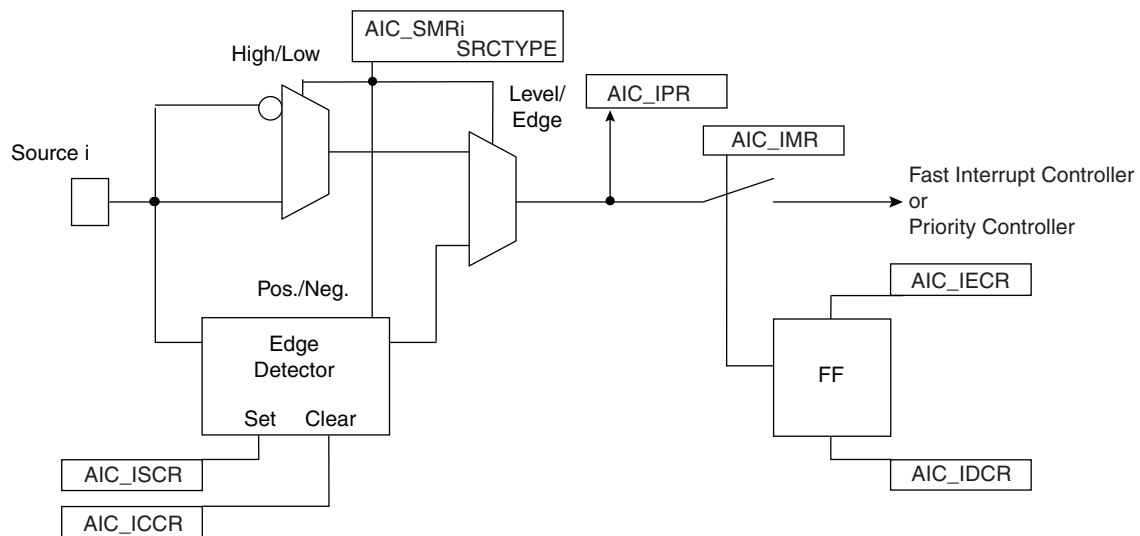 AIC_SMRi
SRCTYPE
High/Low
Level/
Edge
AIC_IPR
AIC_IMR
Source i
Fast Interrupt Controller
or
Priority Controller
Pos./Neg.
AIC_IECR
Edge
Detector
FF
Set Clear
AIC_ISCR
AIC_IDCR
AIC_ICCR